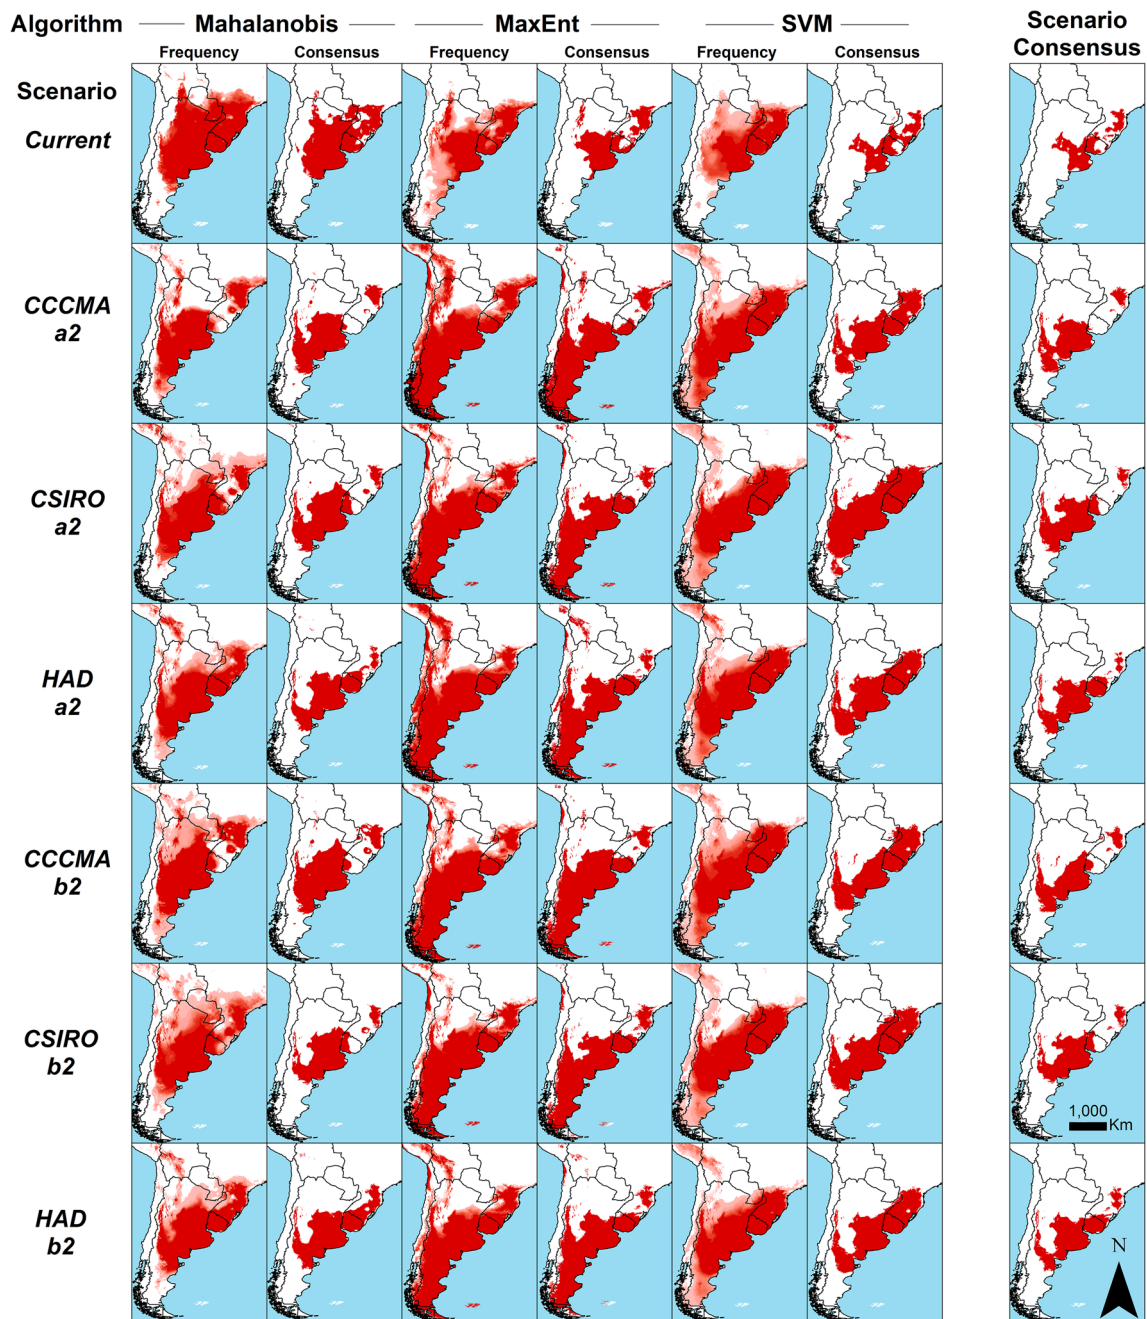 Algorithm
Mahalanobis
MaxEnt
SVM
Scenario
Consensus
Frequency
Consensus
Frequency
Consensus
Frequency
Consensus
Scenario
Current
CCCMA
a2
CSIRO
a2
HAD
a2
CCCMA
b2
CSIRO
b2
1,000
Km
HAD
b2
N